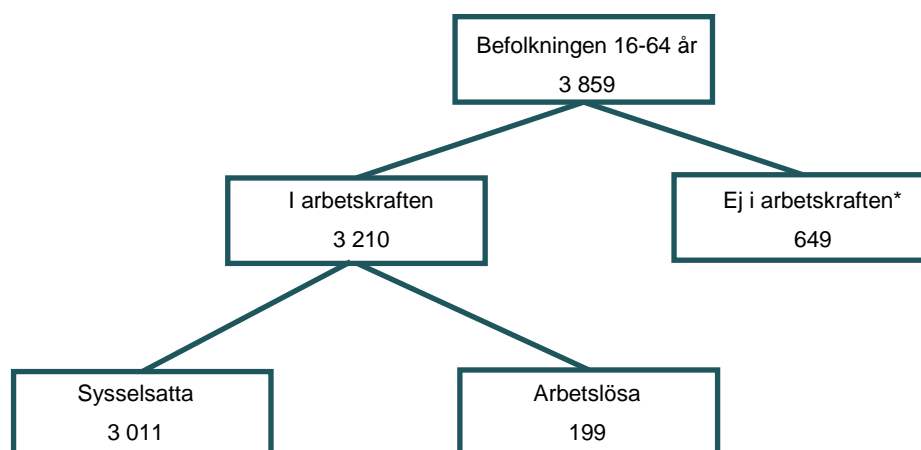 Befolkningen 16-64 år
3 859
I arbetskraften
3 210
Ej i arbetskraften*
649
Sysselsatta
3 011
Arbetslösa
199